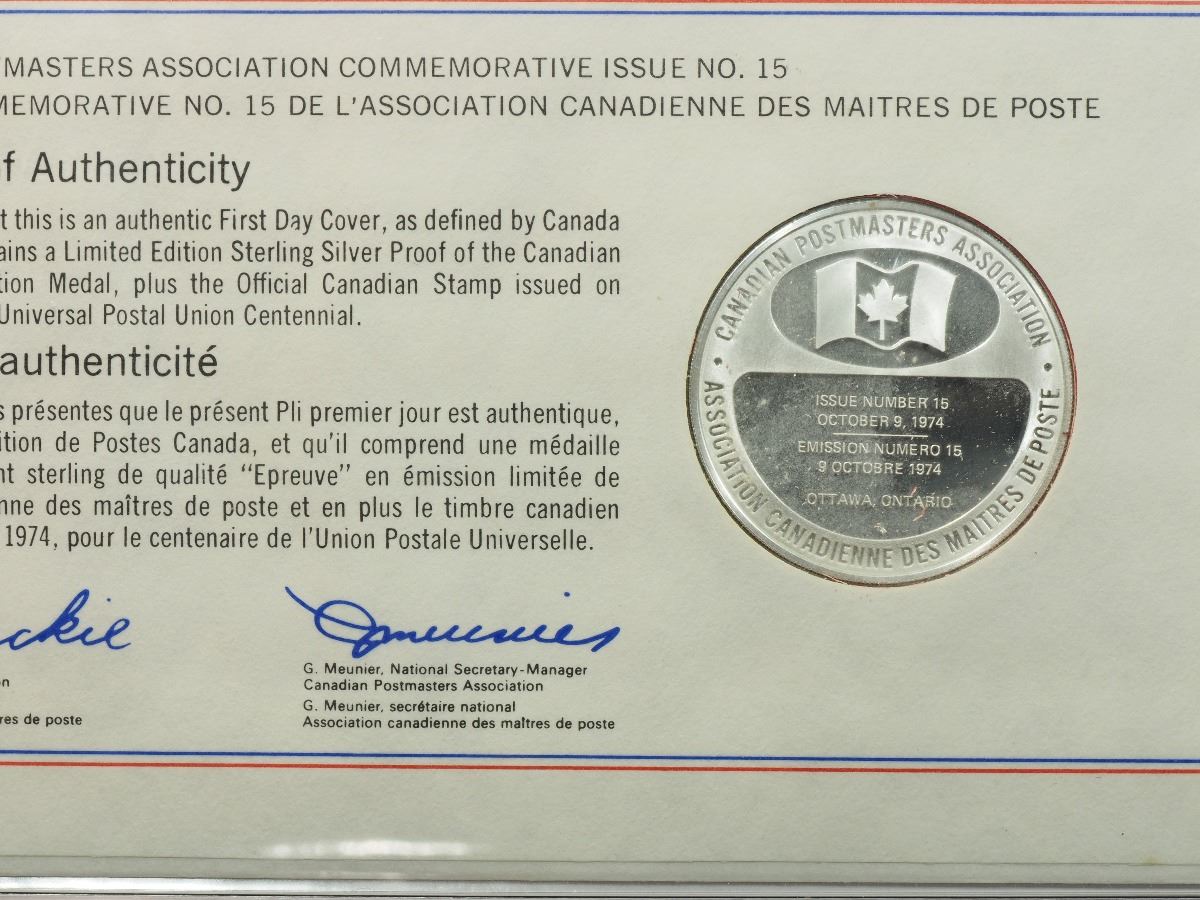 MASTERS ASSOCIATION COMMEMORATIVE ISSUE NO. 15
MEMORATIVE NO. 15 DE L'ASSOCIATION CANADIENNE DES MAITRES DE POSTE
f Authenticity
t this is an authentic First Day Cover, as defined by Canada
ains a Limited Edition Sterling Silver Proof of the Canadian
tion Medal, plus the Official Canadian Stamp issued on
Universal Postal Union Centennial.
authenticité
s présentes que le présent Pli premier jour est authentique,
ition de Postes Canada, et qu'il comprend une médaille
nt sterling de qualité "Epreuve" en émission limitée de
nne des maîtres de poste et en plus le timbre canadien
1974, pour le centenaire de l'Union Postale Universelle.
ckie
G Meunier
n
res de poste
G. Meunier, National Secretary-Manager
Canadian Postmasters Association
G. Meunier, secrétaire national
Association canadienne des maîtres de poste
CANADIAN POSTMASTERS ASSOCIATION
ISSUE NUMBER 15
OCTOBER 9, 1974
EMISSION NUMERO 15
9 OCTOBRE 1974
OTTAWA, ONTARIO
ASSOCIATION CANADIENNE DES MAITRES DE POSTE